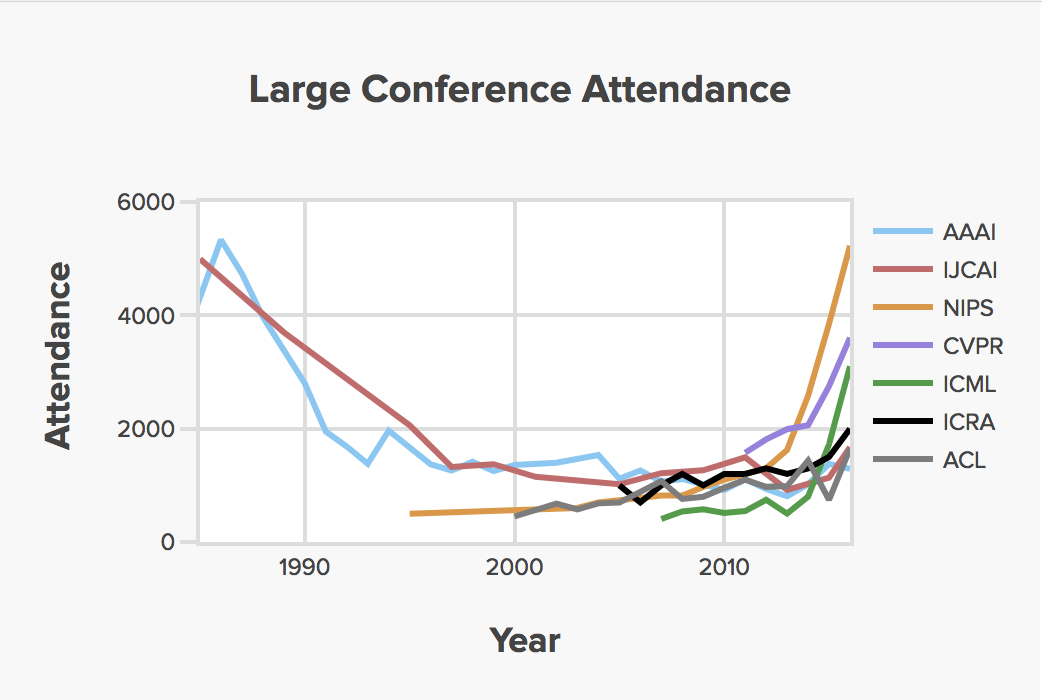 Large Conference Attendance
Attendance
6000
4000
2000
0
1990
2000
2010
Year
AAAI
IJCAI
NIPS
CVPR
ICML
ICRA
ACL